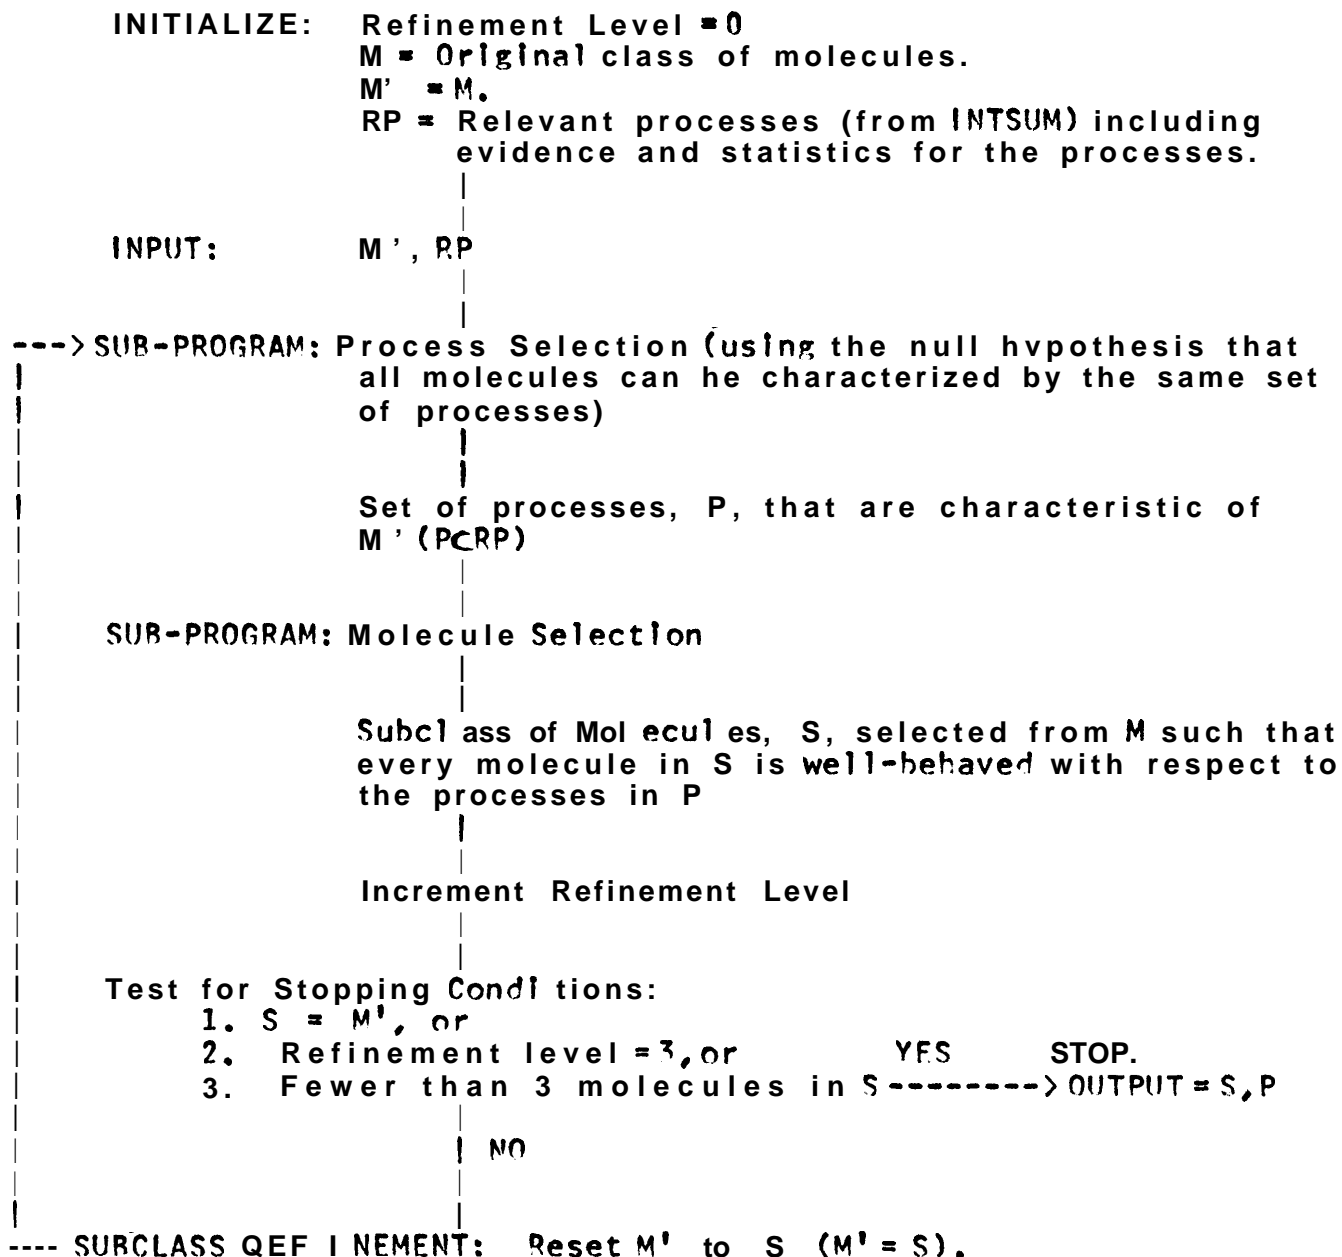 INITIALIZE: Refinement Level = 0
M = Original class of molecules.
M' = M.
RP = Relevant processes (from INTSUM) including
evidence and statistics for the processes.
INPUT: M', RP
---> SUB-PROGRAM: Process Selection (using the null hvpothesis that
all molecules can he characterized by the same set
of processes)
Set of processes, P, that are characteristic of
M' (P⊂RP)
SUB-PROGRAM: Molecule Selection
Subclass of Molecules, S, selected from M such that
every molecule in S is well-behaved with respect to
the processes in P
Increment Refinement Level
Test for Stopping Conditions:
1. S = M', or
2. Refinement level = 3, or YES STOP.
3. Fewer than 3 molecules in S --------> OUTPUT = S, P
NO
---- SUBCLASS QEF I NEMENT: Reset M' to S (M' = S).